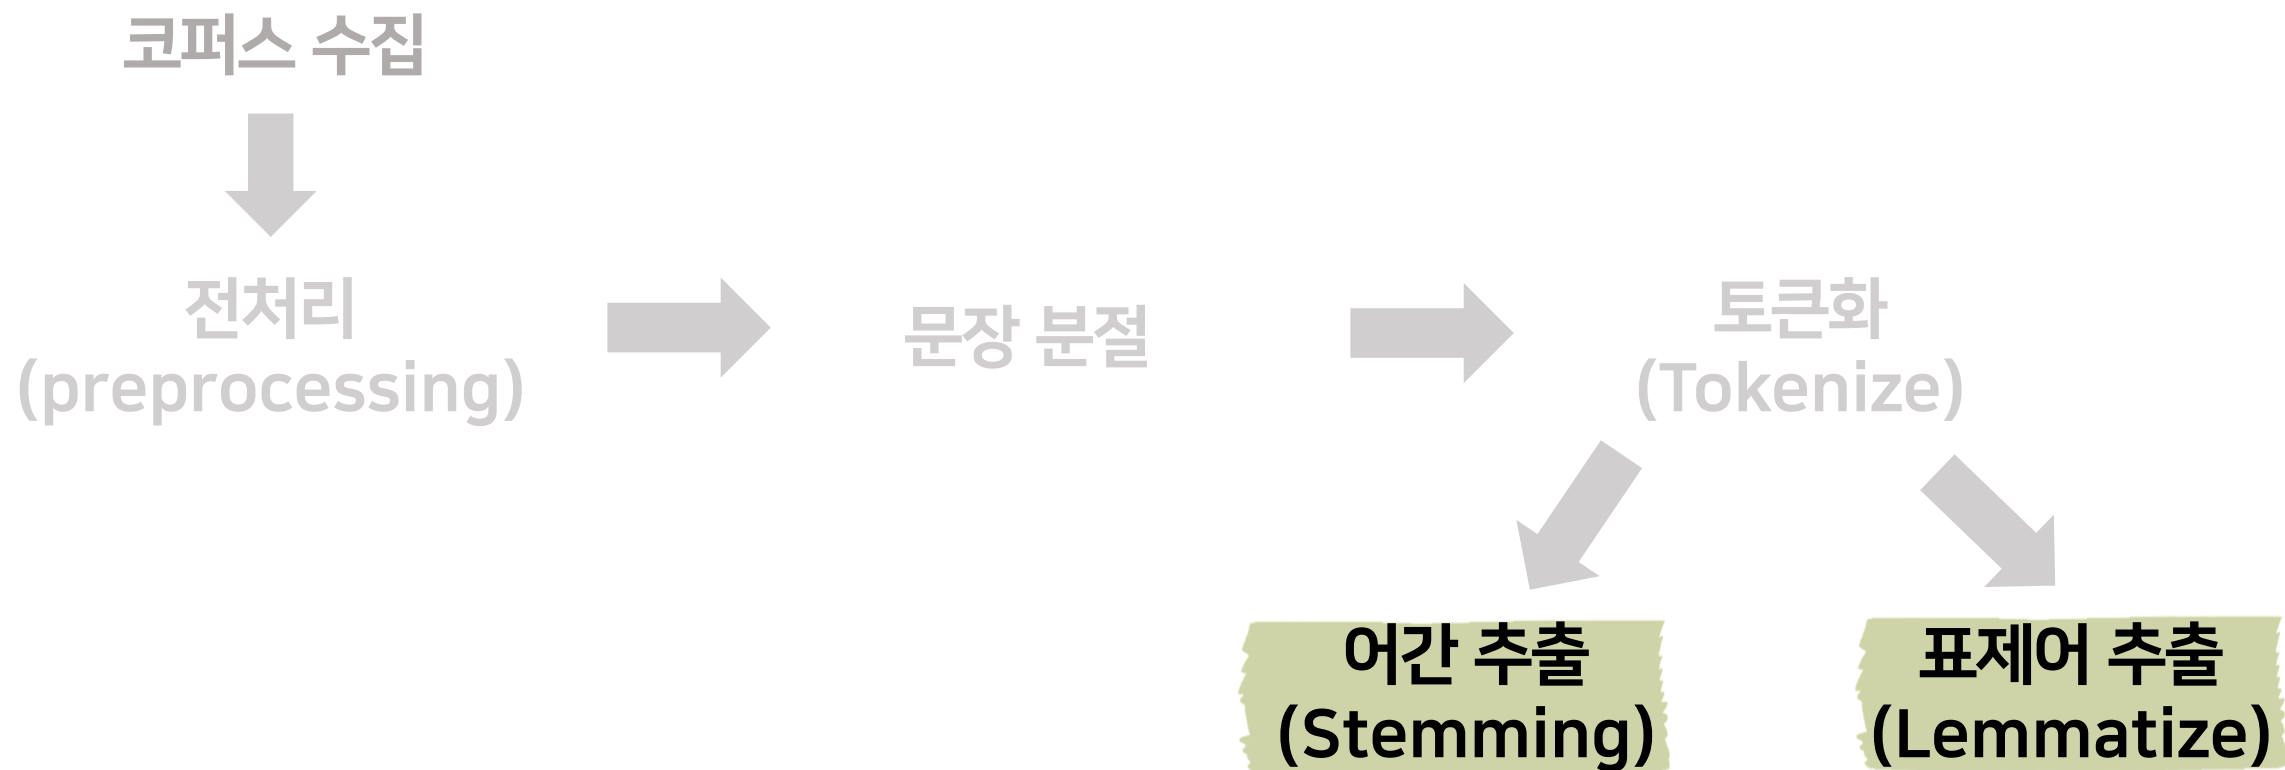 코퍼스 수집
전처리
(preprocessing)
문장 분절
토큰화
(Tokenize)
어간 추출
(Stemming)
표제어 추출
(Lemmatize)